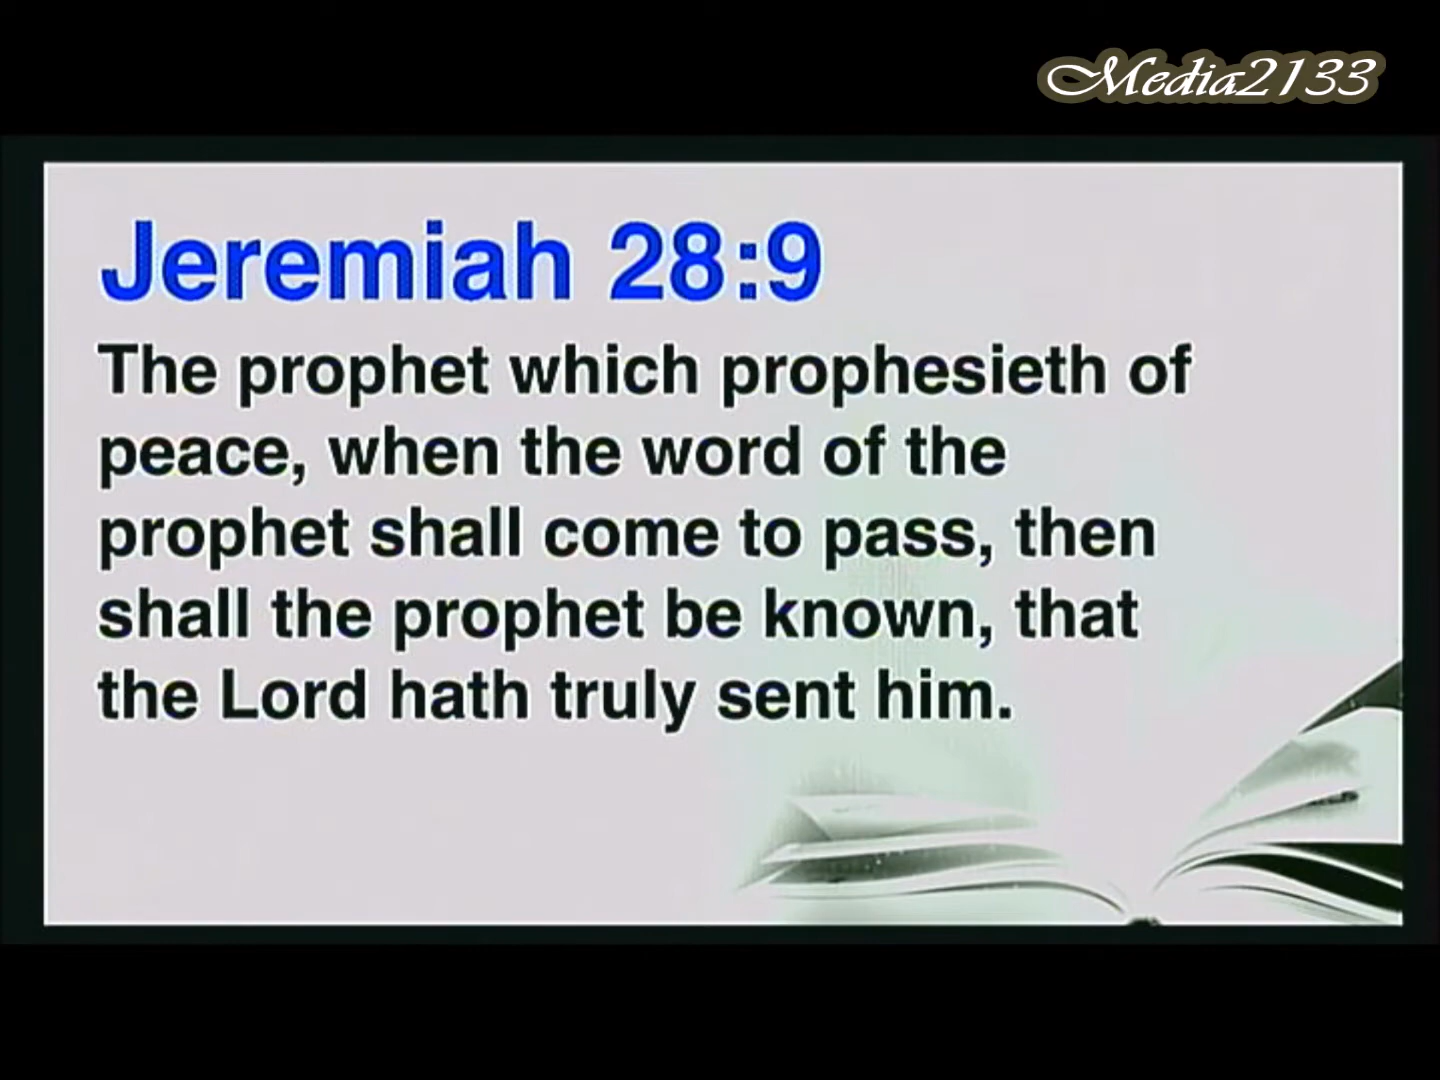 Media2133
Jeremiah 28:9
The prophet which prophesieth of
peace, when the word of the
prophet shall come to pass, then
shall the prophet be known, that
the Lord hath truly sent him.